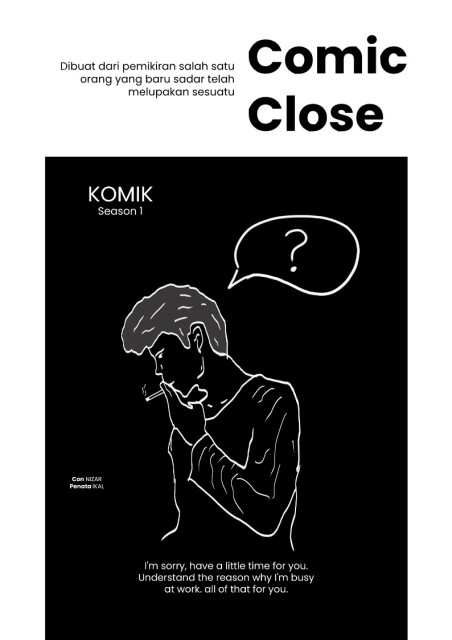 Dibuat dari pemikiran salah satu
orang yang baru sadar telah
melupakan sesuatu
Comic
Close
KOMIK
Season 1
?
Con NIZAR
Penata IKAL
I'm sorry, have a little time for you.
Understand the reason why I'm busy
at work. all of that for you.